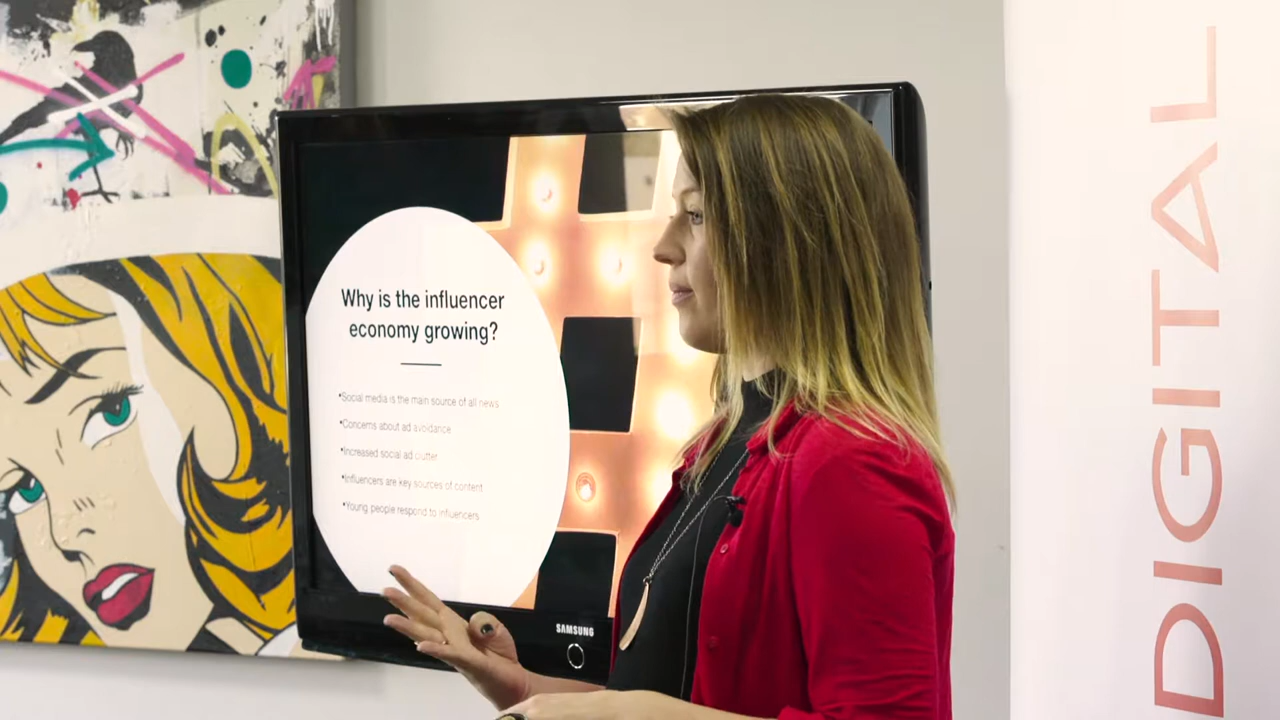 Why is the influencer
economy growing?
•Social media is the main source of all news
•Concerns about ad avoidance
•Increased social ad clutter
•Influencers are key sources of content
•Young people respond to influencers
SAMSUNG
DIGITAL